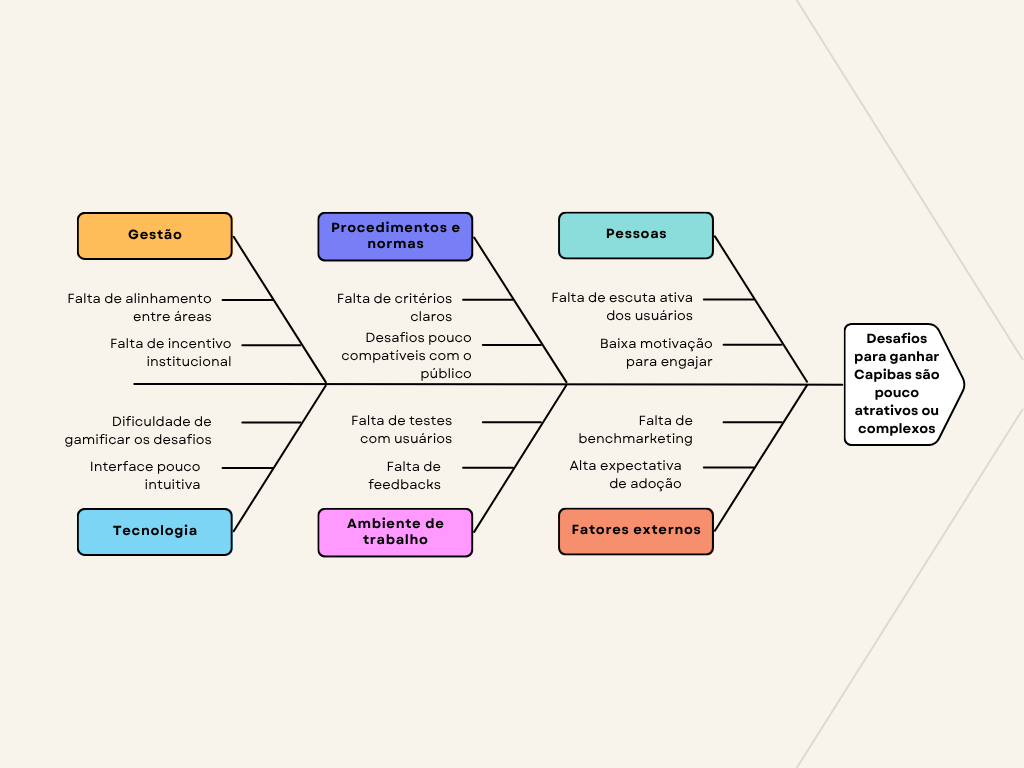 Gestão
Procedimentos e
normas
Pessoas
Falta de alinhamento
entre áreas
Falta de incentivo
institucional
Falta de critérios
claros
Desafios pouco
compatíveis com o
público
Falta de escuta ativa
dos usuários
Baixa motivação
para engajar
Desafios
para ganhar
Capibas são
pouco
atrativos ou
complexos
Dificuldade de
gamificar os desafios
Interface pouco
intuitiva
Falta de testes
com usuários
Falta de
feedbacks
Falta de
benchmarketing
Alta expectativa
de adoção
Tecnologia
Ambiente de
trabalho
Fatores externos